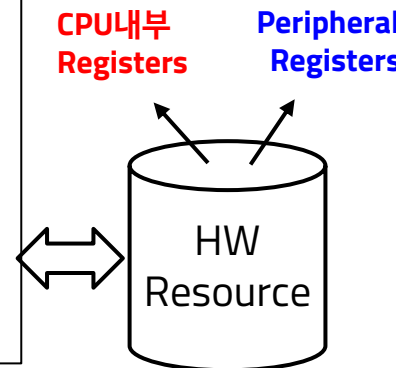 CPU내부
Registers
Peripheral
Registers
HW
Resource